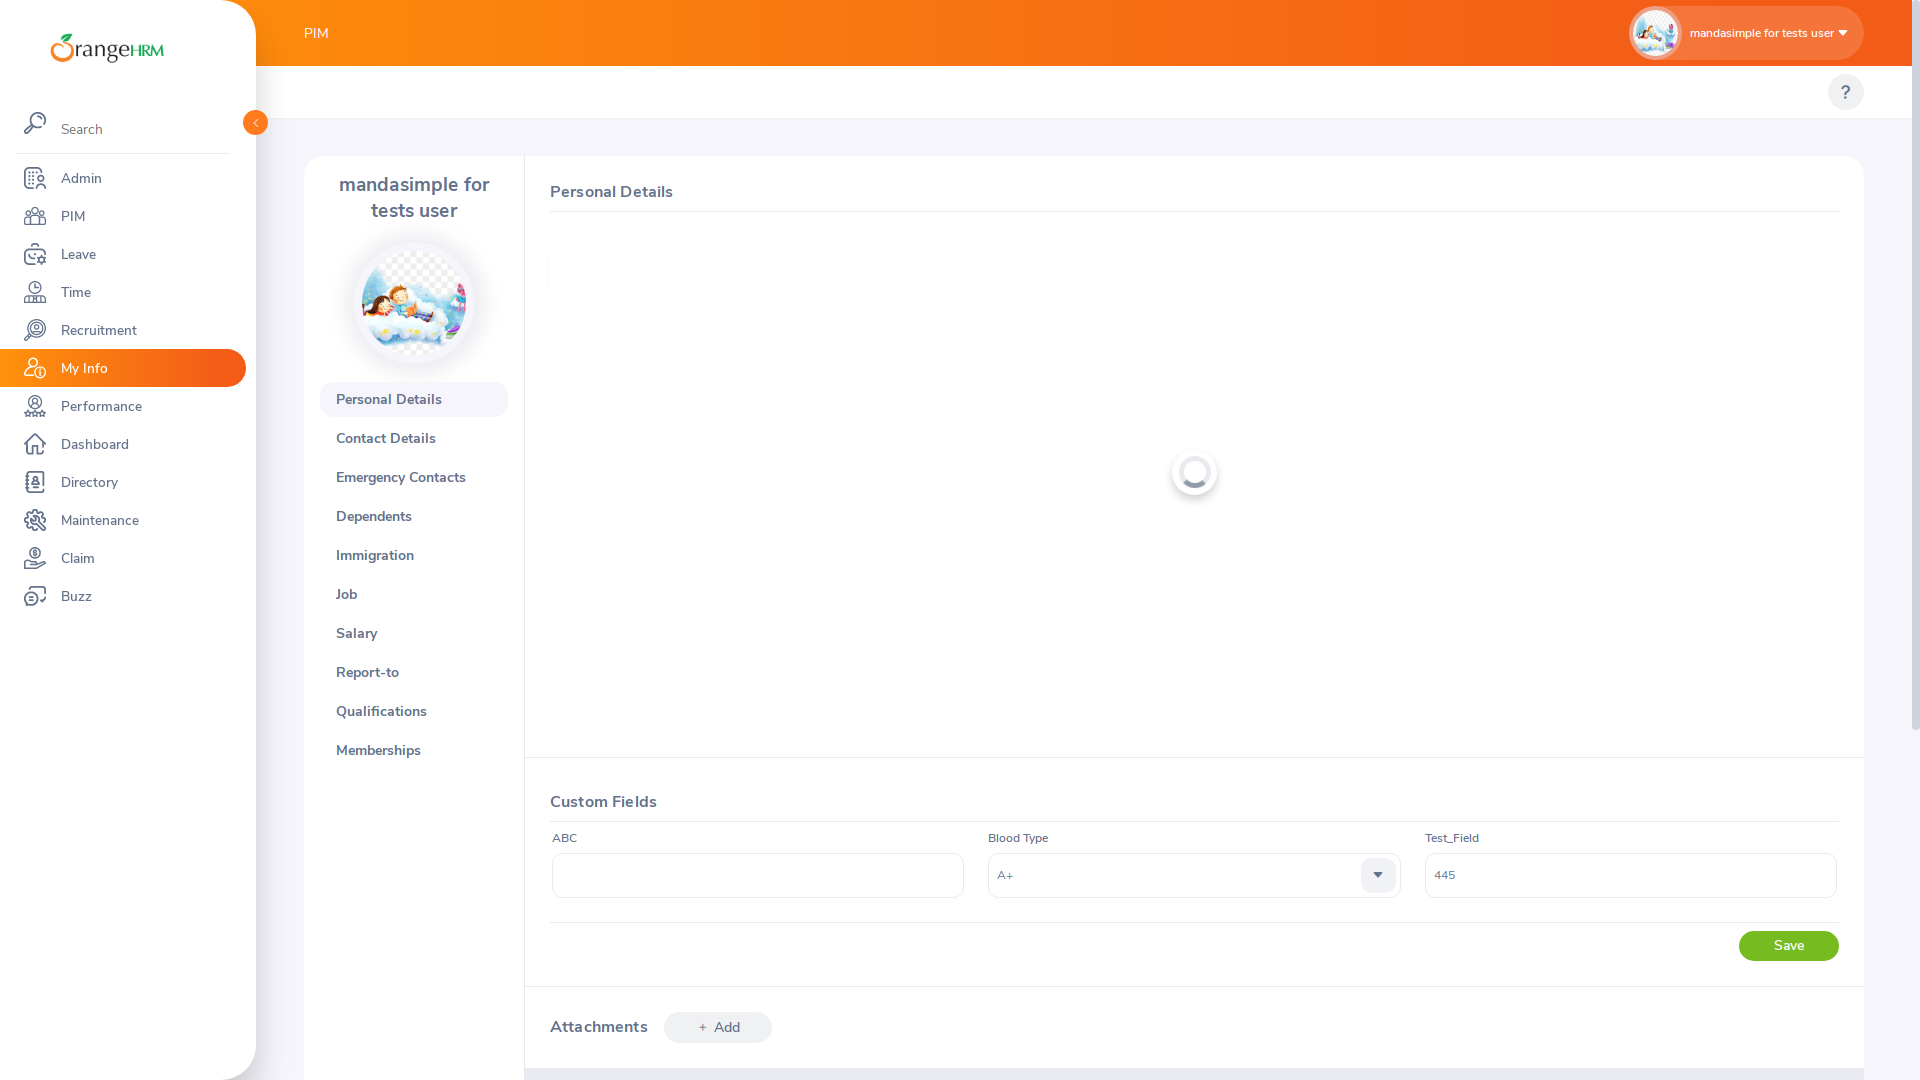 OrangeHRM
PIM
mandasimple for tests user
?
Search
Admin
PIM
Leave
Time
Recruitment
My Info
Performance
Dashboard
Directory
Maintenance
Claim
Buzz
mandasimple for
tests user
Personal Details
Contact Details
Emergency Contacts
Dependents
Immigration
Job
Salary
Report-to
Qualifications
Memberships
Personal Details
Custom Fields
ABC
Blood Type
Test_Field
A+
445
Save
Attachments
+ Add